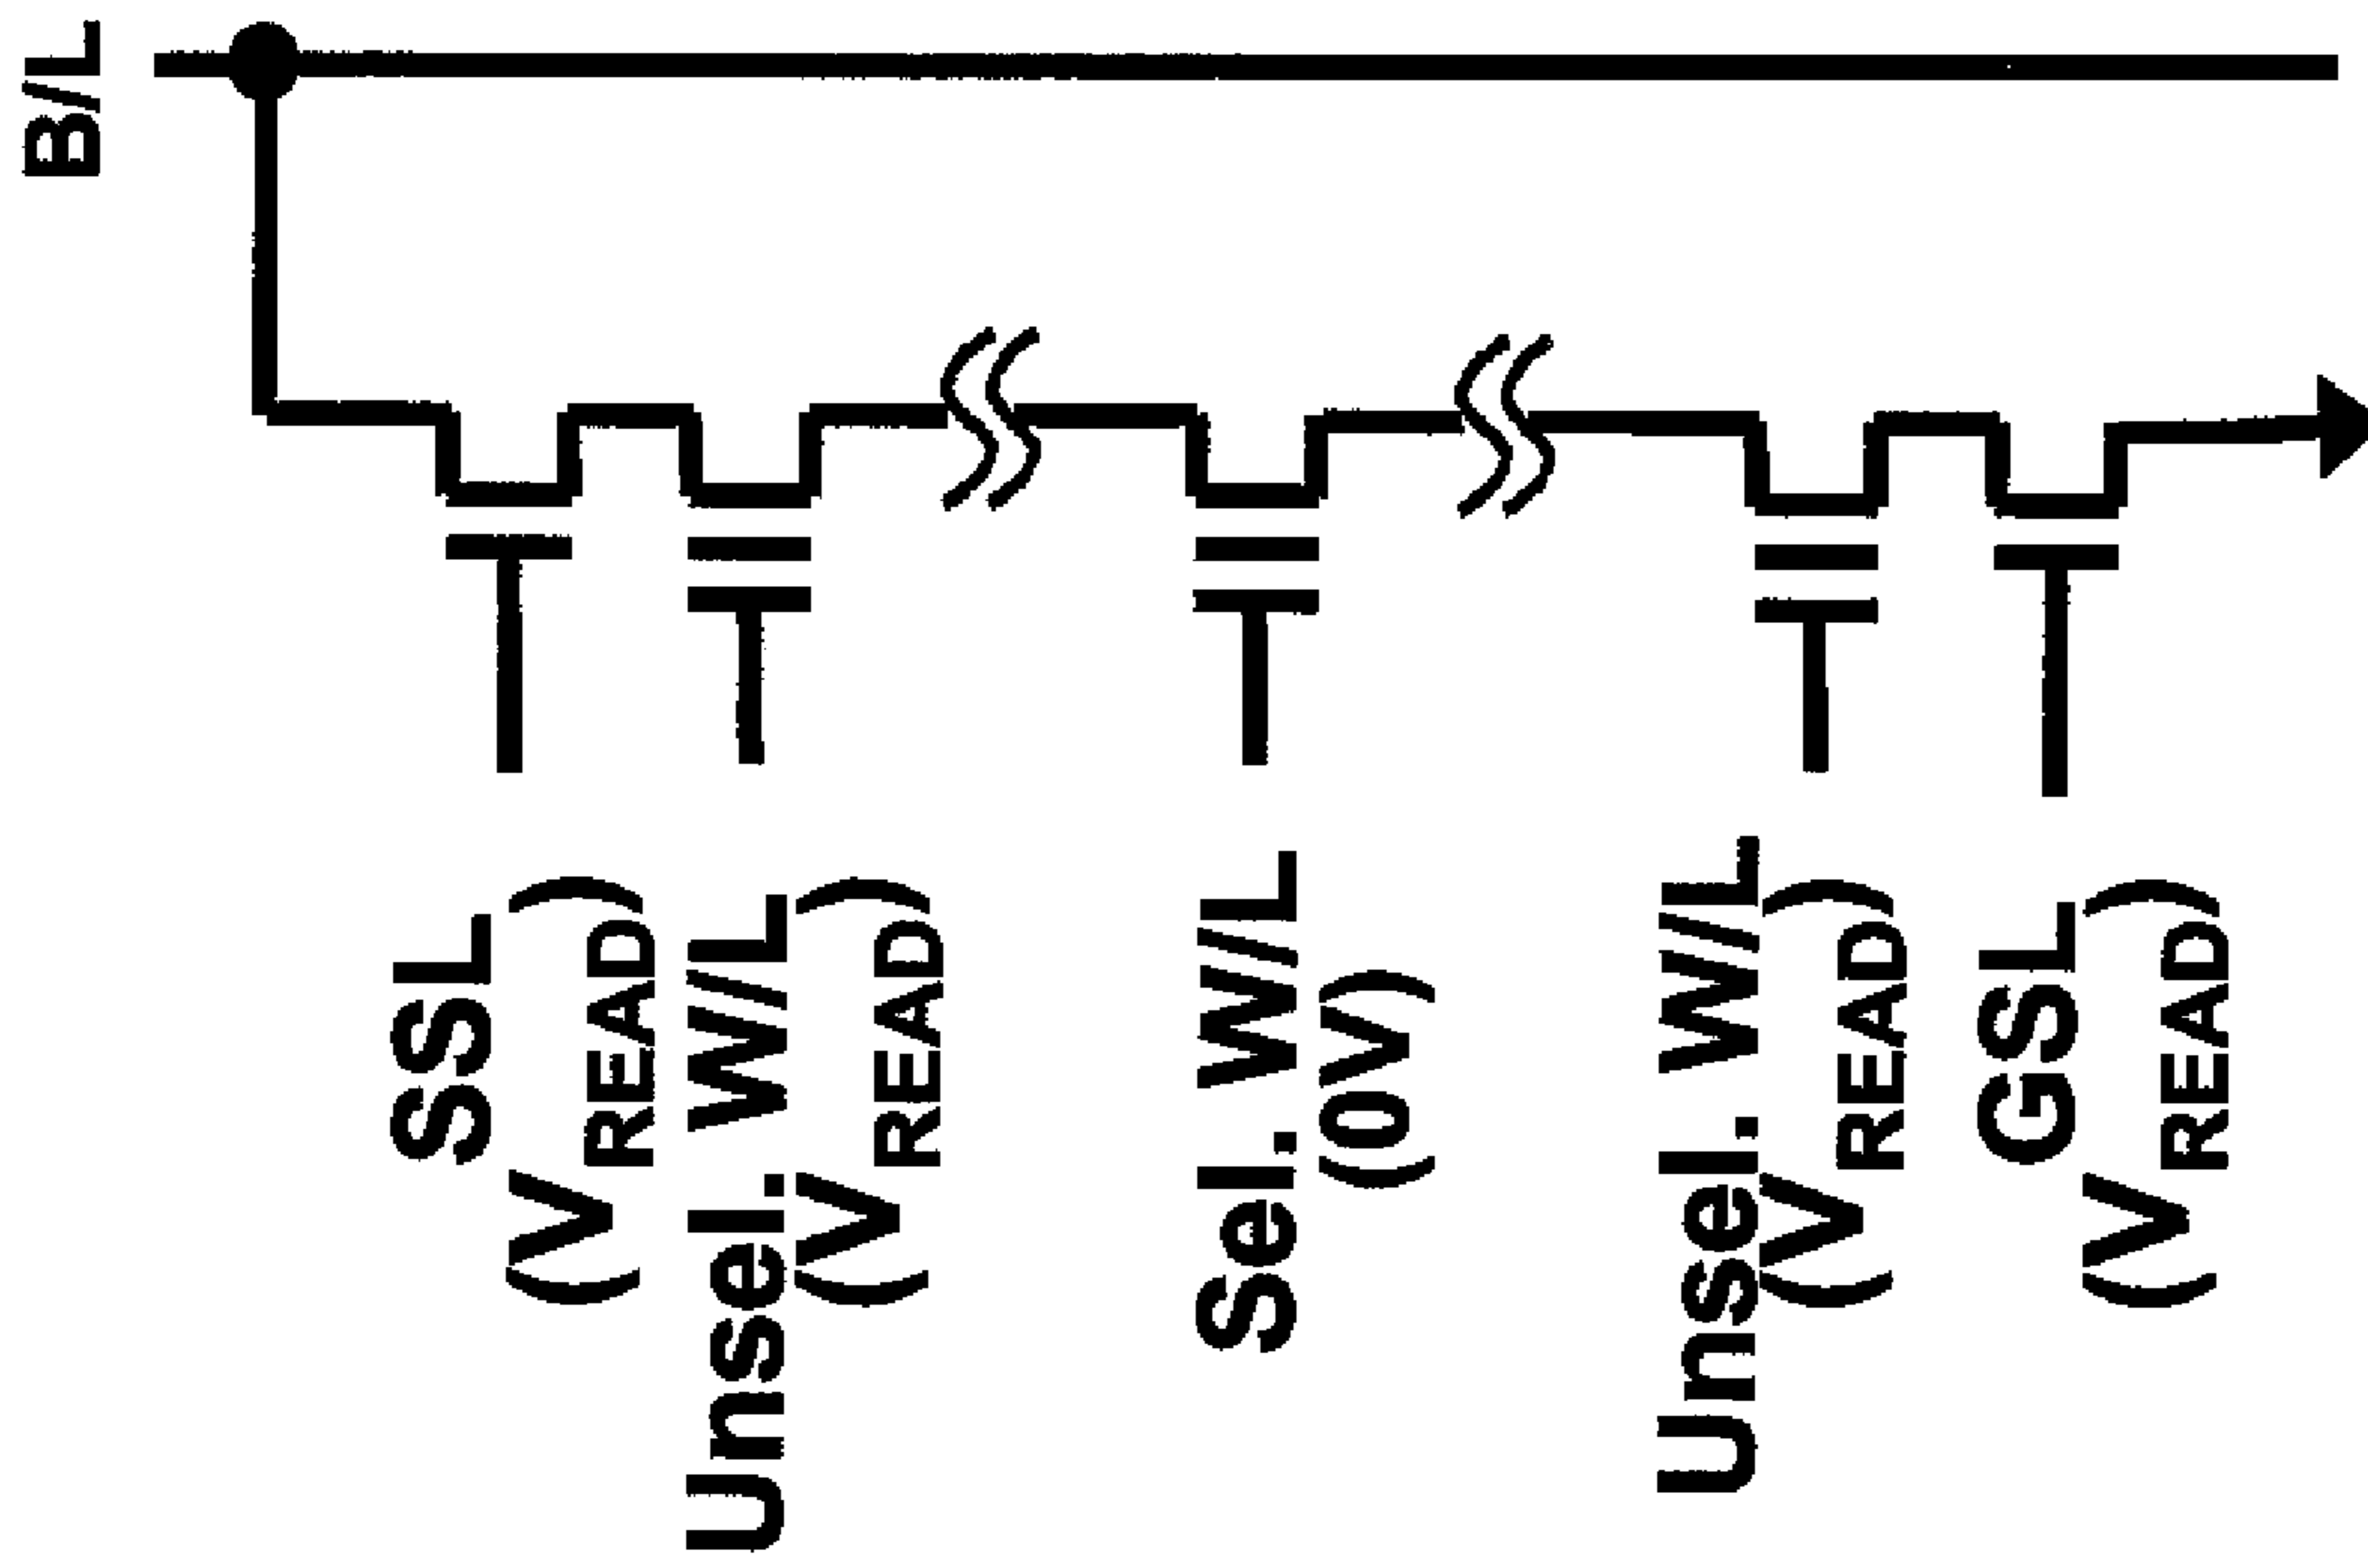 B/L
SSL
(VREAD)
Unsel. W/L
(VREAD)
Sel. W/L
(0V)
Unsel. W/L
(VREAD)
GSL
(VREAD)